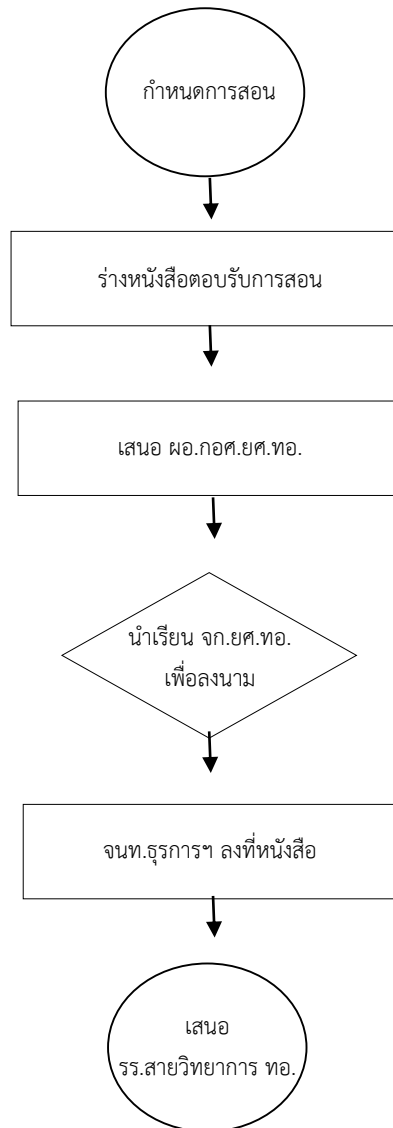 กำหนดการสอน
ร่างหนังสือตอบรับการสอน
เสนอ ผอ.กอศ.ยศ.ทอ.
นำเรียน จก.ยศ.ทอ.
เพื่อลงนาม
จนท.ธุรการฯ ลงที่หนังสือ
เสนอ
รร.สายวิทยาการ ทอ.